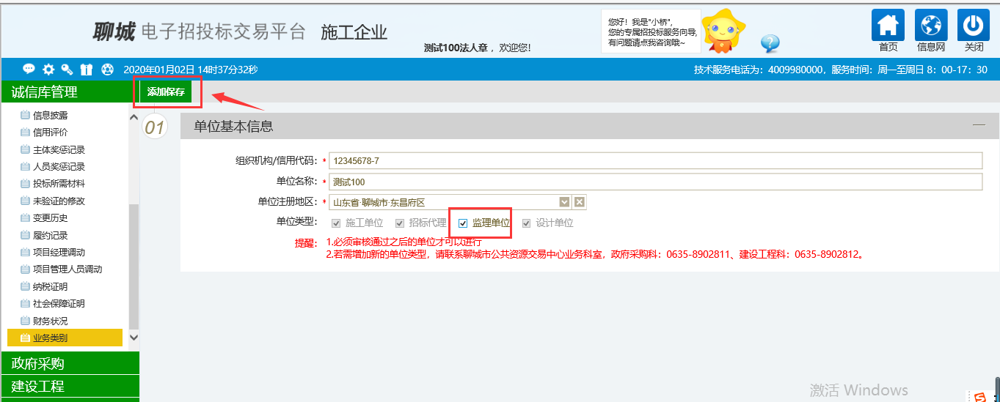 聊城 电子招投标交易平台 施工企业
测试100法人章 ，欢迎您！
您好！我是"小桥"，
您的专属招投标服务向导，
有问题请点我咨询哦~
首页 信息网 关闭
2020年01月02日 14时37分32秒
技术服务电话为：4009980000，服务时间：周一至周日 8：00-17：30
诚信库管理
添加保存
信息披露
信用评价
主体奖惩记录
人员奖惩记录
投标所需材料
未验证的修改
变更历史
履约记录
项目经理调动
项目管理人员调动
纳税证明
社会保障证明
财务状况
业务类别
政府采购
建设工程
01 单位基本信息
组织机构/信用代码：* 12345678-7
单位名称：* 测试100
单位注册地区：* 山东省·聊城市·东昌府区
单位类型： 施工单位 招标代理 监理单位 设计单位
提醒： 1.必须审核通过之后的单位才可以进行
2.若需增加新的单位类型，请联系聊城市公共资源交易中心业务科室，政府采购科：0635-8902811、建设工程科：0635-8902812。
激活 Windows